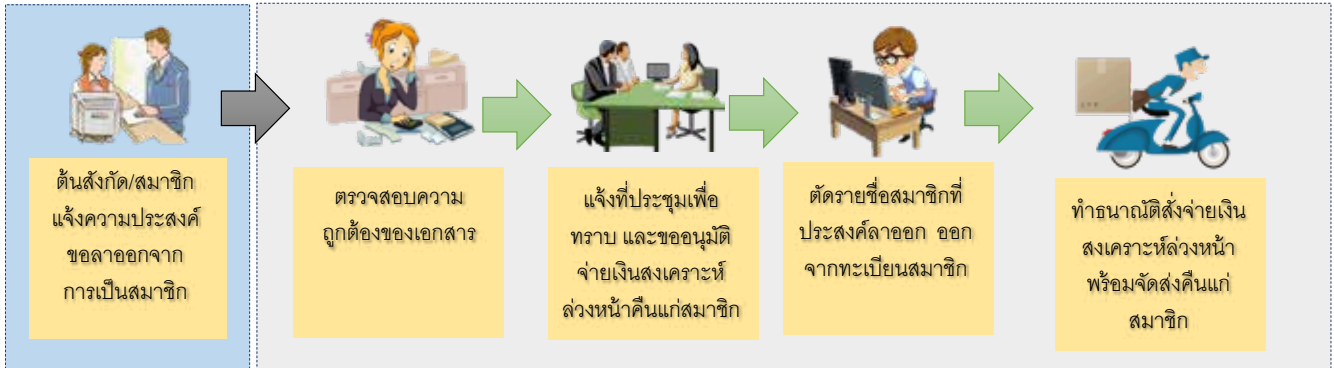 ต้นสังกัด/สมาชิก
แจ้งความประสงค์
ขอลาออกจาก
การเป็นสมาชิก
ตรวจสอบความ
ถูกต้องของเอกสาร
แจ้งที่ประชุมเพื่อ
ทราบ และขออนุมัติ
จ่ายเงินสงเคราะห์
ล่วงหน้าคืนแก่สมาชิก
ตัดรายชื่อสมาชิกที่
ประสงค์ลาออก ออก
จากทะเบียนสมาชิก
ทำธนาณัติสั่งจ่ายเงิน
สงเคราะห์ล่วงหน้า
พร้อมจัดส่งคืนแก่
สมาชิก